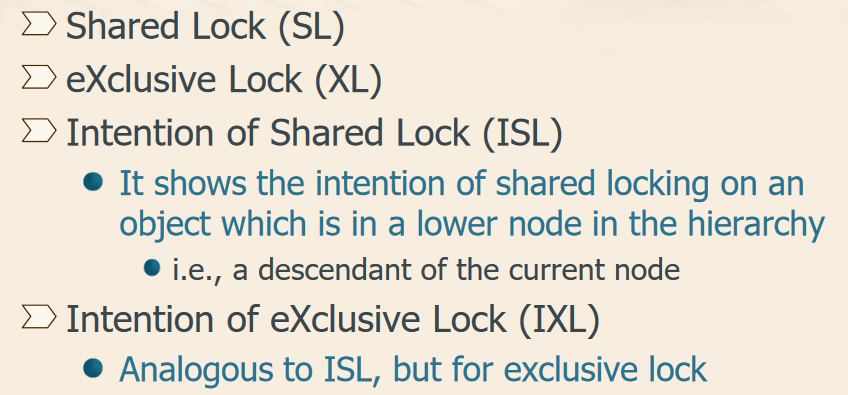 Shared Lock (SL)
eXclusive Lock (XL)
Intention of Shared Lock (ISL)
It shows the intention of shared locking on an
object which is in a lower node in the hierarchy
i.e., a descendant of the current node
Intention of eXclusive Lock (IXL)
Analogous to ISL, but for exclusive lock